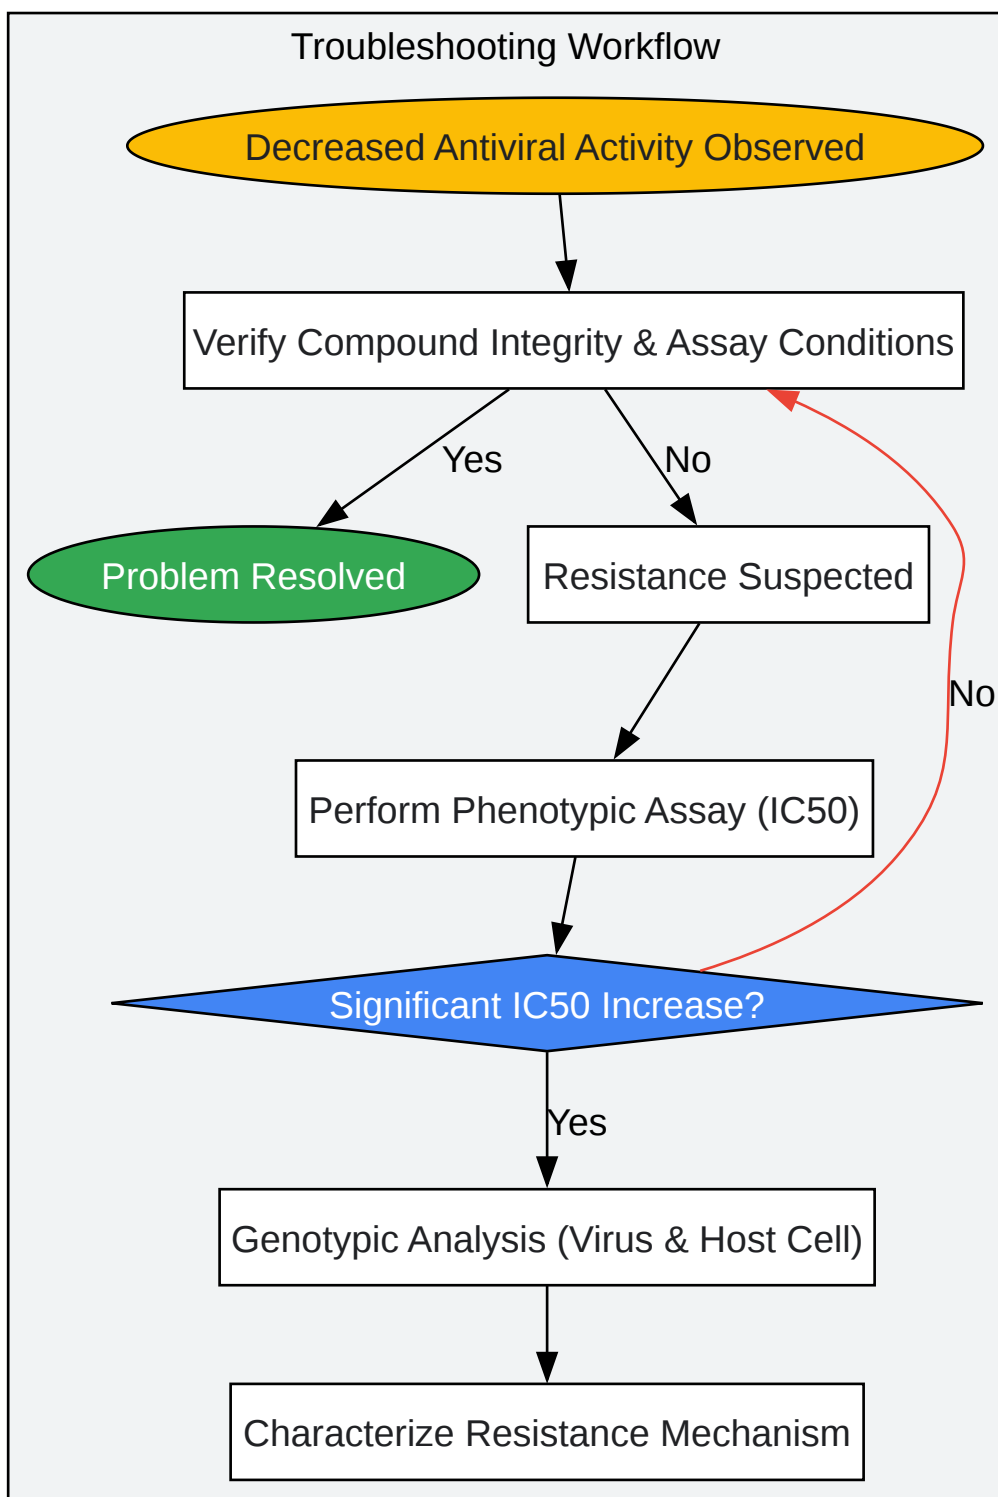 Troubleshooting Workflow
Decreased Antiviral Activity Observed
Verify Compound Integrity & Assay Conditions
Yes
No
Problem Resolved
Resistance Suspected
No
Perform Phenotypic Assay (IC50)
Significant IC50 Increase?
Yes
Genotypic Analysis (Virus & Host Cell)
Characterize Resistance Mechanism